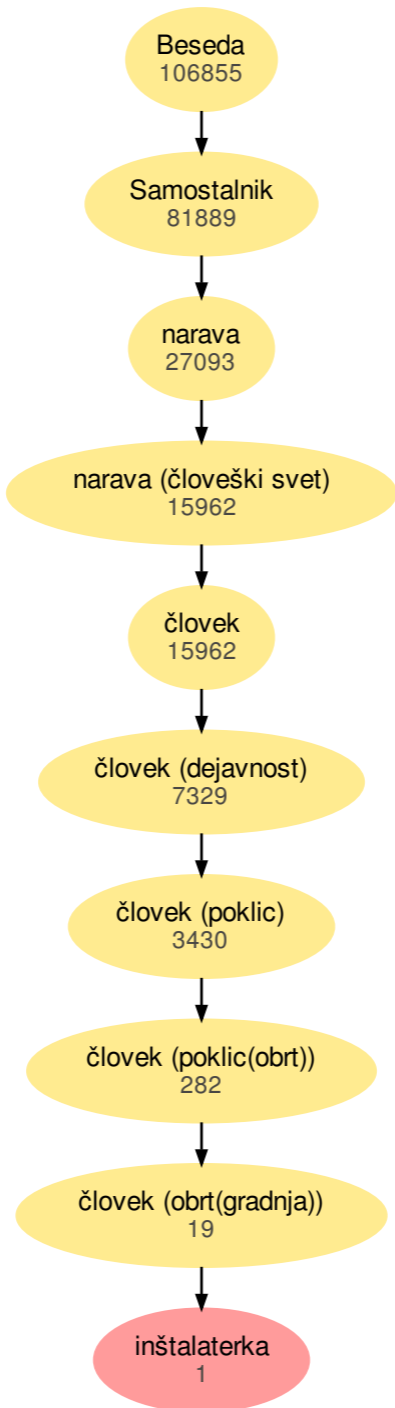 Beseda
106855
Samostalnik
81889
narava
27093
narava (človeški svet)
15962
človek
15962
človek (dejavnost)
7329
človek (poklic)
3430
človek (poklic(obrt))
282
človek (obrt(gradnja))
19
inštalaterka
1